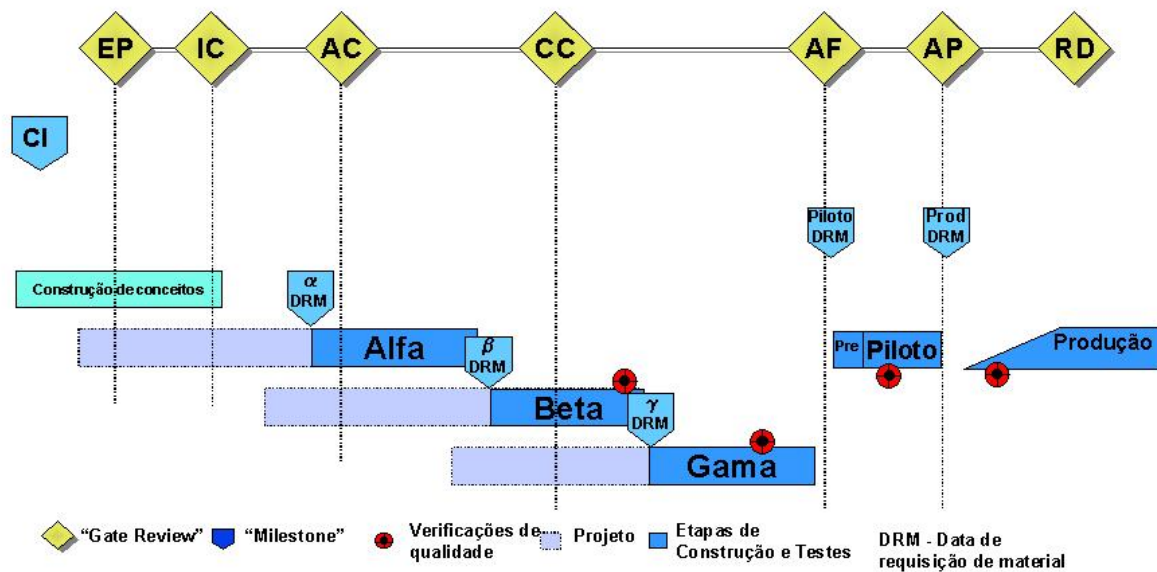 EP IC AC CC AF AP RD
CI
Piloto
DRM
Prod
DRM
Construção de conceitos
α
DRM
Alfa
β
DRM
Pre
Piloto
Produção
Beta
γ
DRM
Gama
"Gate Review"
"Milestone"
Verificações de
qualidade
Projeto
Etapas de
Construção e Testes
DRM - Data de
requisição de material